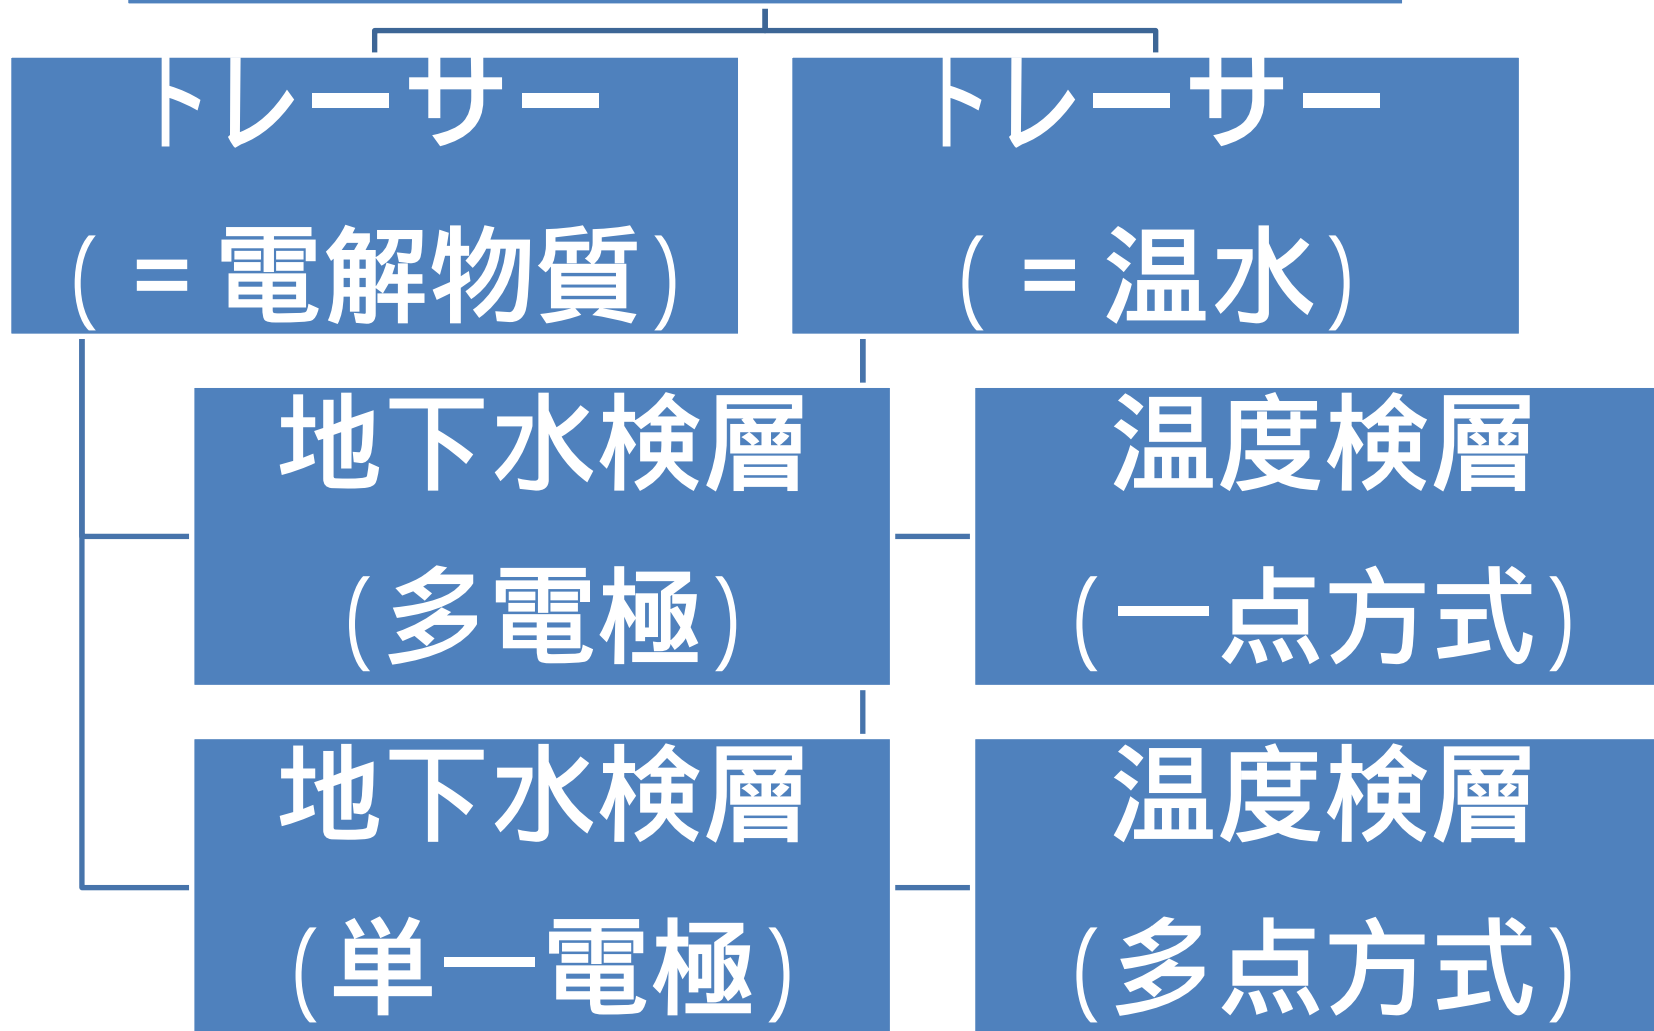 トレーサー
(＝電解物質)
トレーサー
(＝温水)
地下水検層
(多電極)
温度検層
(一点方式)
地下水検層
(単一電極)
温度検層
(多点方式)